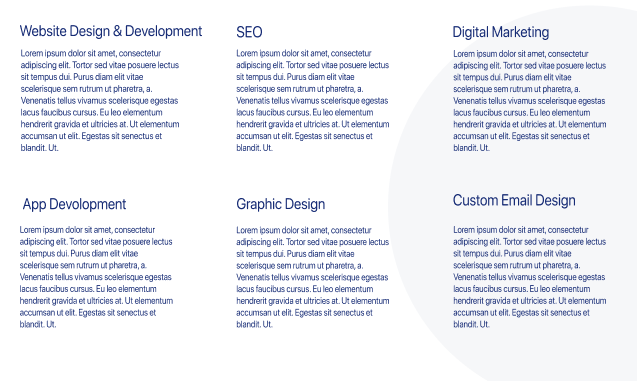 Website Design & Development
Lorem ipsum dolor sit amet, consectetur
adipiscing elit. Tortor sed vitae posuere lectus
sit tempus dui. Purus diam elit vitae
scelerisque sem rutrum ut pharetra, a.
Venenatis tellus vivamus scelerisque egestas
lacus faucibus cursus. Eu leo elementum
hendrerit gravida et ultricies at. Ut elementum
accumsan ut elit. Egestas sit senectus et
blandit. Ut.
SEO
Lorem ipsum dolor sit amet, consectetur
adipiscing elit. Tortor sed vitae posuere lectus
sit tempus dui. Purus diam elit vitae
scelerisque sem rutrum ut pharetra, a.
Venenatis tellus vivamus scelerisque egestas
lacus faucibus cursus. Eu leo elementum
hendrerit gravida et ultricies at. Ut elementum
accumsan ut elit. Egestas sit senectus et
blandit. Ut.
Digital Marketing
Lorem ipsum dolor sit amet, consectetur
adipiscing elit. Tortor sed vitae posuere lectus
sit tempus dui. Purus diam elit vitae
scelerisque sem rutrum ut pharetra, a.
Venenatis tellus vivamus scelerisque egestas
lacus faucibus cursus. Eu leo elementum
hendrerit gravida et ultricies at. Ut elementum
accumsan ut elit. Egestas sit senectus et
blandit. Ut.
App Devolopment
Lorem ipsum dolor sit amet, consectetur
adipiscing elit. Tortor sed vitae posuere lectus
sit tempus dui. Purus diam elit vitae
scelerisque sem rutrum ut pharetra, a.
Venenatis tellus vivamus scelerisque egestas
lacus faucibus cursus. Eu leo elementum
hendrerit gravida et ultricies at. Ut elementum
accumsan ut elit. Egestas sit senectus et
blandit. Ut.
Graphic Design
Lorem ipsum dolor sit amet, consectetur
adipiscing elit. Tortor sed vitae posuere lectus
sit tempus dui. Purus diam elit vitae
scelerisque sem rutrum ut pharetra, a.
Venenatis tellus vivamus scelerisque egestas
lacus faucibus cursus. Eu leo elementum
hendrerit gravida et ultricies at. Ut elementum
accumsan ut elit. Egestas sit senectus et
blandit. Ut.
Custom Email Design
Lorem ipsum dolor sit amet, consectetur
adipiscing elit. Tortor sed vitae posuere lectus
sit tempus dui. Purus diam elit vitae
scelerisque sem rutrum ut pharetra, a.
Venenatis tellus vivamus scelerisque egestas
lacus faucibus cursus. Eu leo elementum
hendrerit gravida et ultricies at. Ut elementum
accumsan ut elit. Egestas sit senectus et
blandit. Ut.